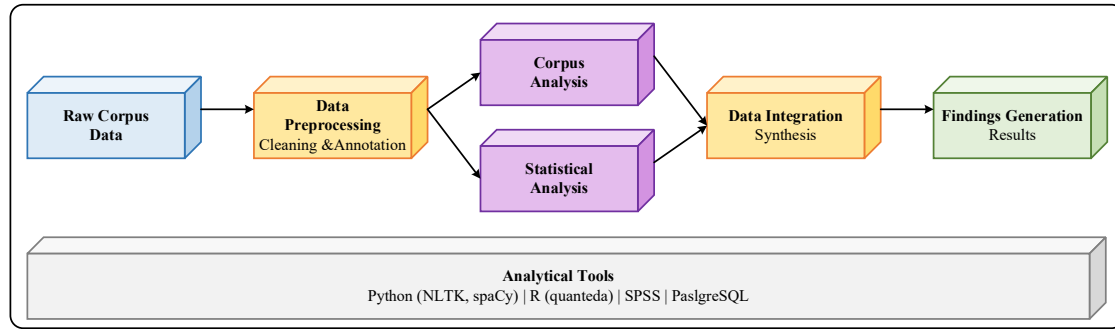 Raw Corpus
Data
Data
Preprocessing
Cleaning &Annotation
Corpus
Analysis
Statistical
Analysis
Data Integration
Synthesis
Findings Generation
Results
Analytical Tools
Python (NLTK, spaCy) | R (quanteda) | SPSS | PaslgreSQL